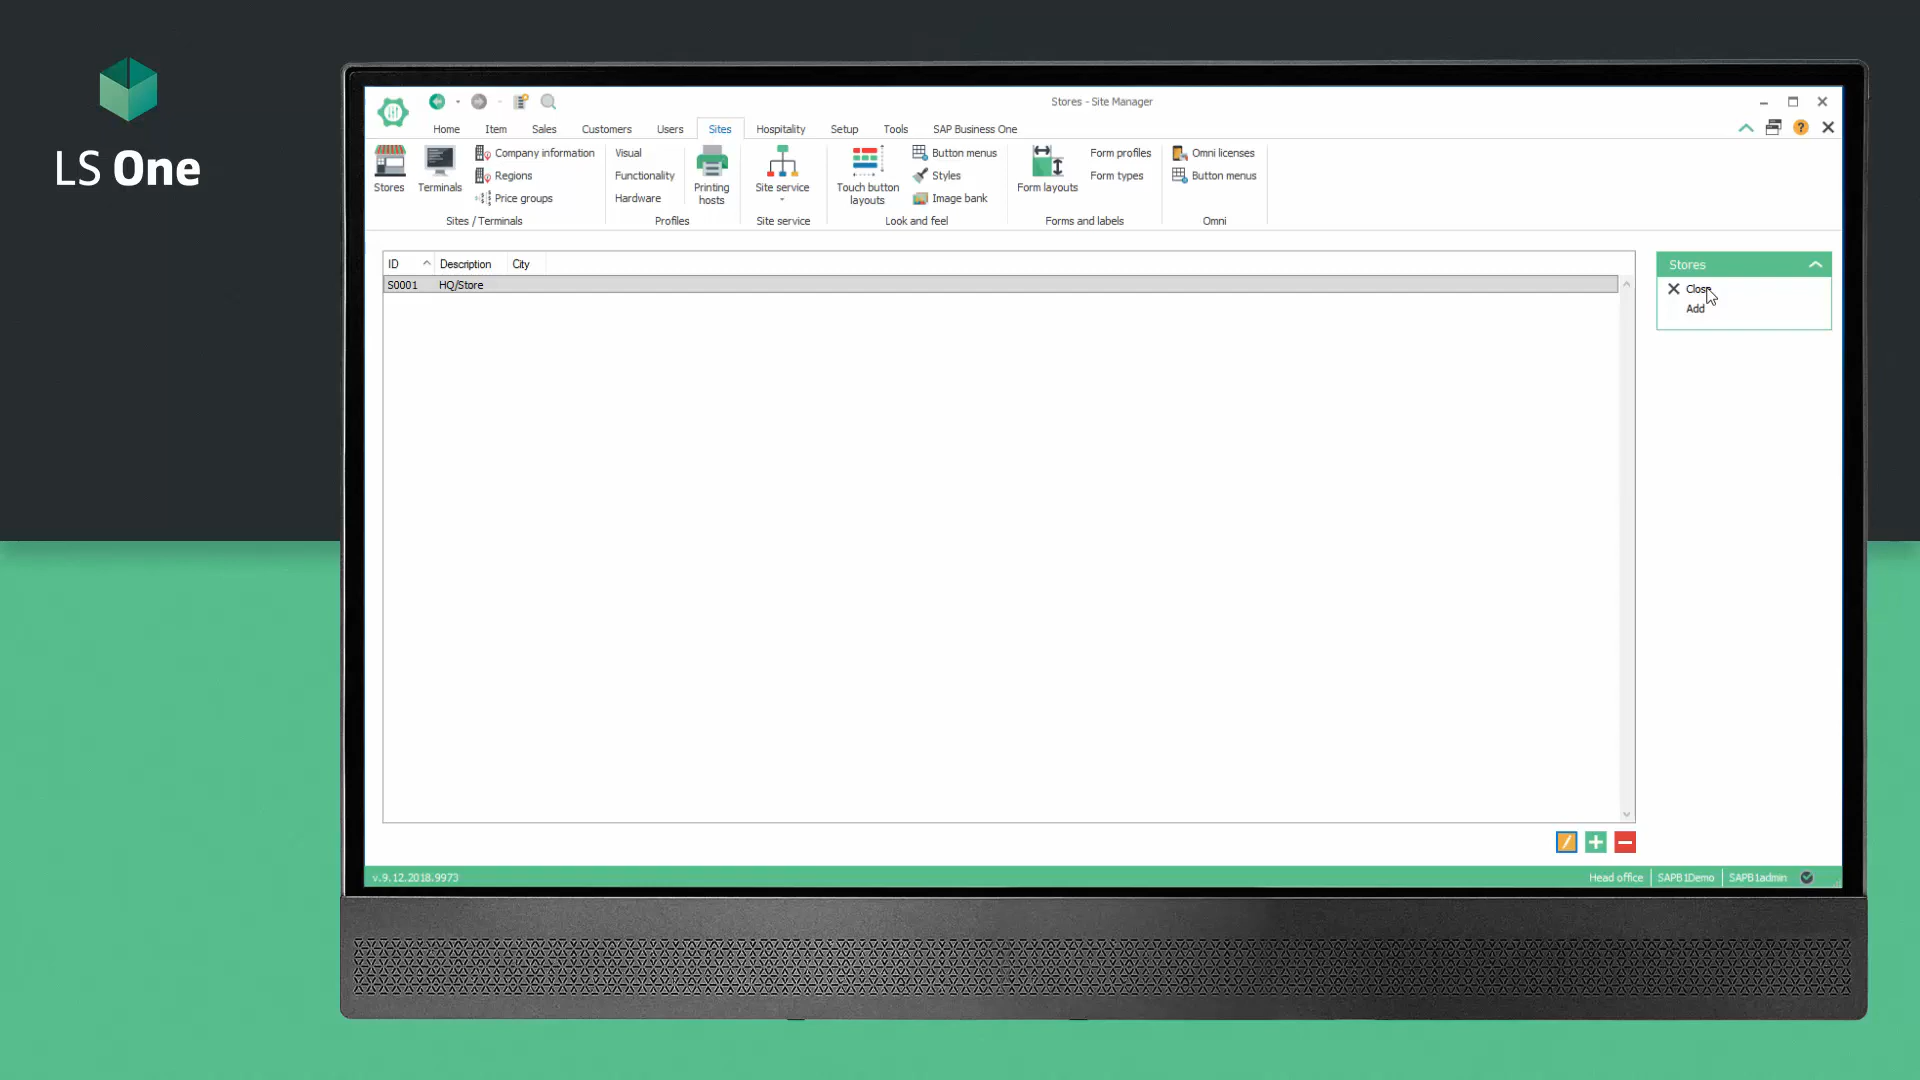 LS One
Stores - Site Manager
Home Item Sales Customers Users Sites Hospitality Setup Tools SAP Business One
Stores
Terminals
Company information
Regions
Price groups
Sites / Terminals
Visual
Functionality
Hardware
Printing
hosts
Profiles
Site service
Site service
Touch button
layouts
Button menus
Styles
Image bank
Look and feel
Form layouts
Form profiles
Form types
Forms and labels
Omni licenses
Button menus
Omni
ID Description City
S0001 HQ/Store
Stores
Close
Add
v.9.12.2018.9973
Head office SAPB1Demo SAPB1admin